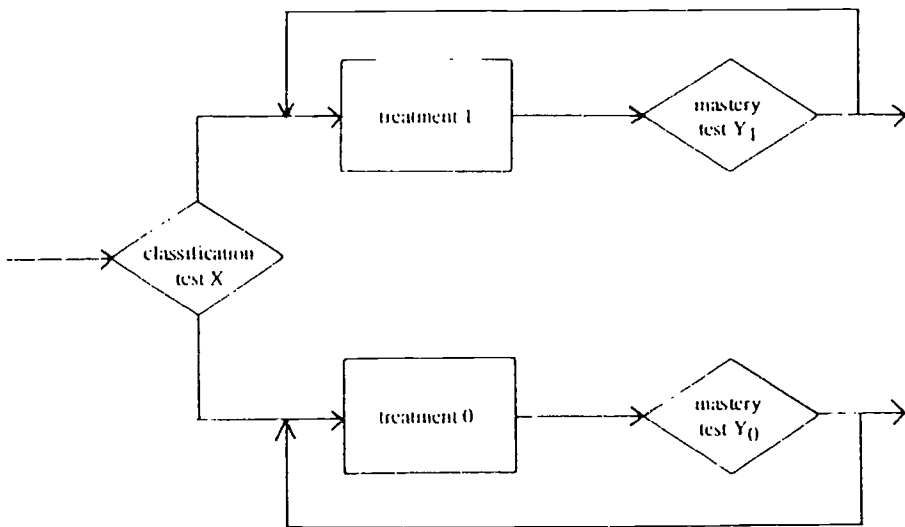 treatment 1
mastery
test Y₁
classification
test X
treatment 0
mastery
test Y₀